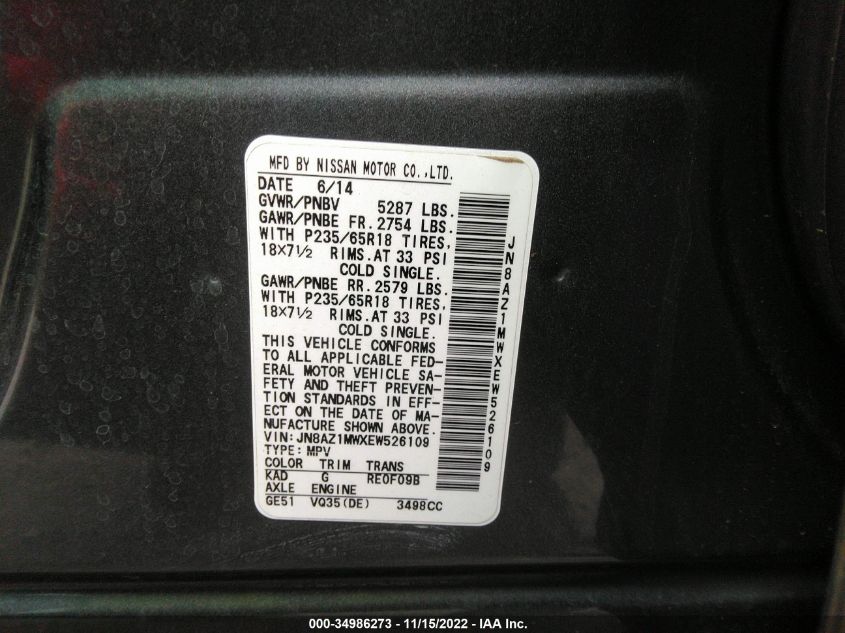 MFD BY NISSAN MOTOR CO.,LTD.
DATE 6/14
GVWR/PNBV 5287 LBS.
GAWR/PNBE FR. 2754 LBS.
WITH P235/65R18 TIRES,
18X7½ RIMS.AT 33 PSI
COLD SINGLE.
GAWR/PNBE RR. 2579 LBS.
WITH P235/65R18 TIRES,
18X7½ RIMS.AT 33 PSI
COLD SINGLE.
THIS VEHICLE CONFORMS
TO ALL APPLICABLE FED-
ERAL MOTOR VEHICLE SA-
FETY AND THEFT PREVEN-
TION STANDARDS IN EFF-
ECT ON THE DATE OF MA-
NUFACTURE SHOWN ABOVE.
VIN:JN8AZ1MWXEW526109
TYPE:MPV
COLOR TRIM TRANS
KAD G RE0F09B
AXLE ENGINE
GE51 VQ35(DE) 3498CC
JN8AZ1MWXEW526109
000-34986273 - 11/15/2022 - IAA Inc.